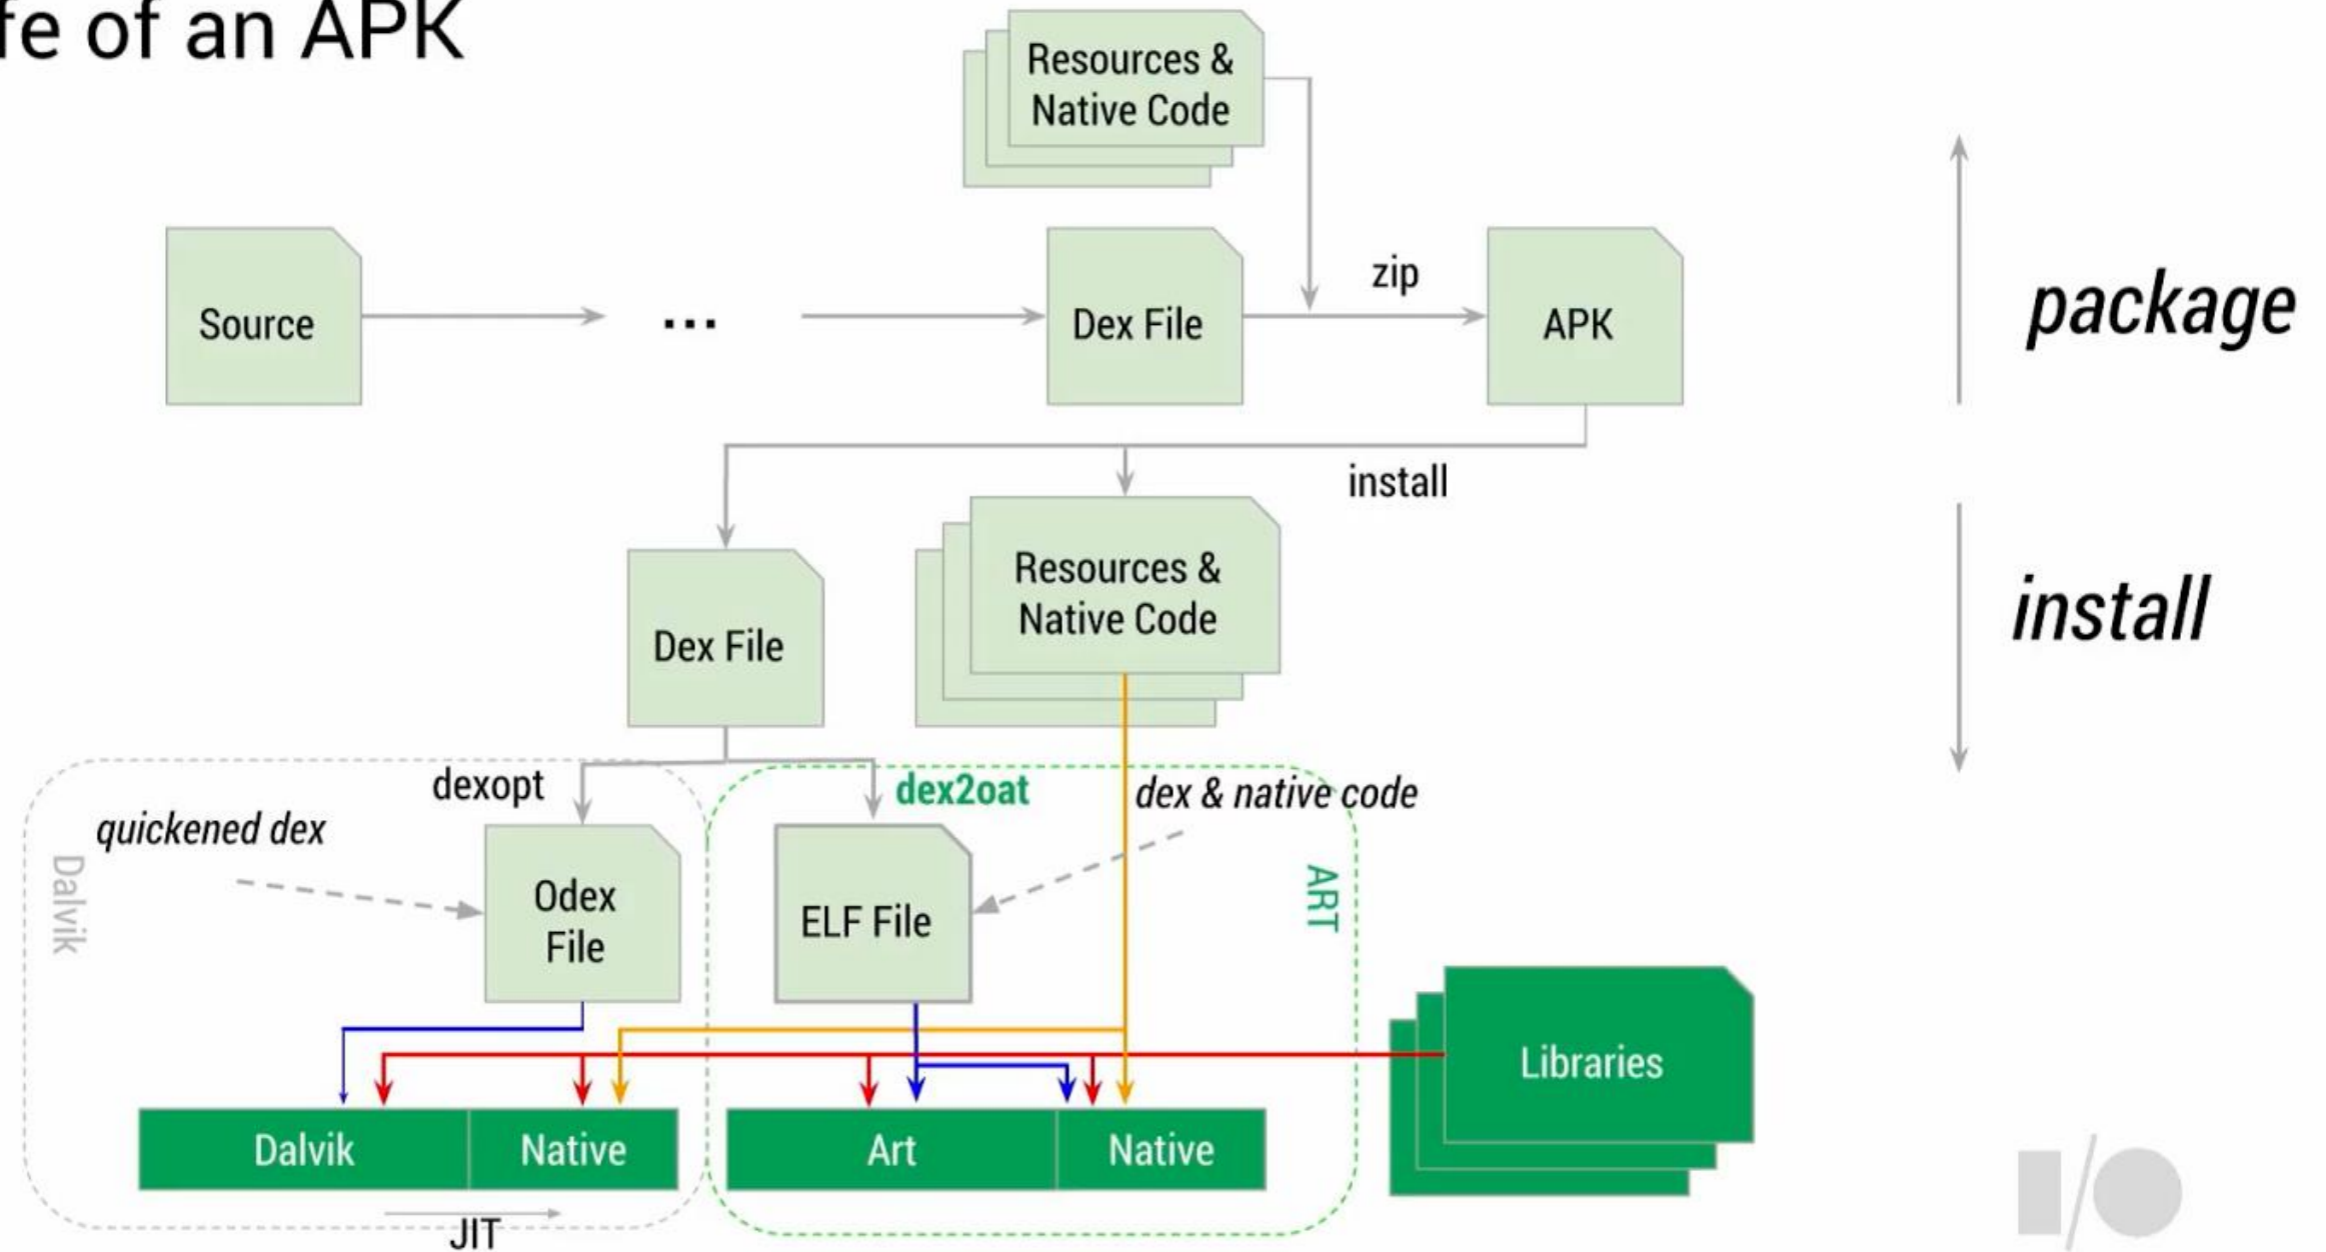 fe of an APK
Resources &
Native Code
Source
...
Dex File
zip
APK
package
install
Dex File
Resources &
Native Code
install
dexopt
dex2oat
dex & native code
quickened dex
Dalvik
Odex
File
ELF File
ART
Libraries
Dalvik
Native
Art
Native
JIT
I/O